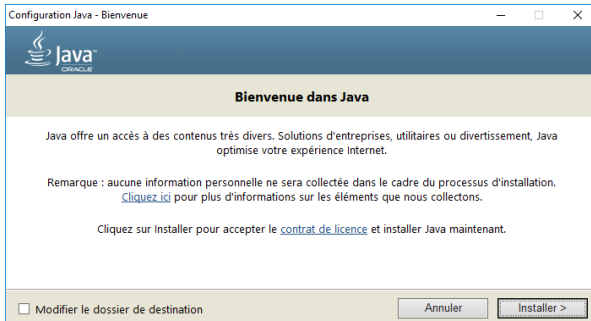 Configuration Java - Bienvenue
Java
ORACLE
Bienvenue dans Java
Java offre un accès à des contenus très divers. Solutions d'entreprises, utilitaires ou divertissement, Java
optimise votre expérience Internet.
Remarque : aucune information personnelle ne sera collectée dans le cadre du processus d'installation.
Cliquez ici pour plus d'informations sur les éléments que nous collectons.
Cliquez sur Installer pour accepter le contrat de licence et installer Java maintenant.
Modifier le dossier de destination
Annuler
Installer >